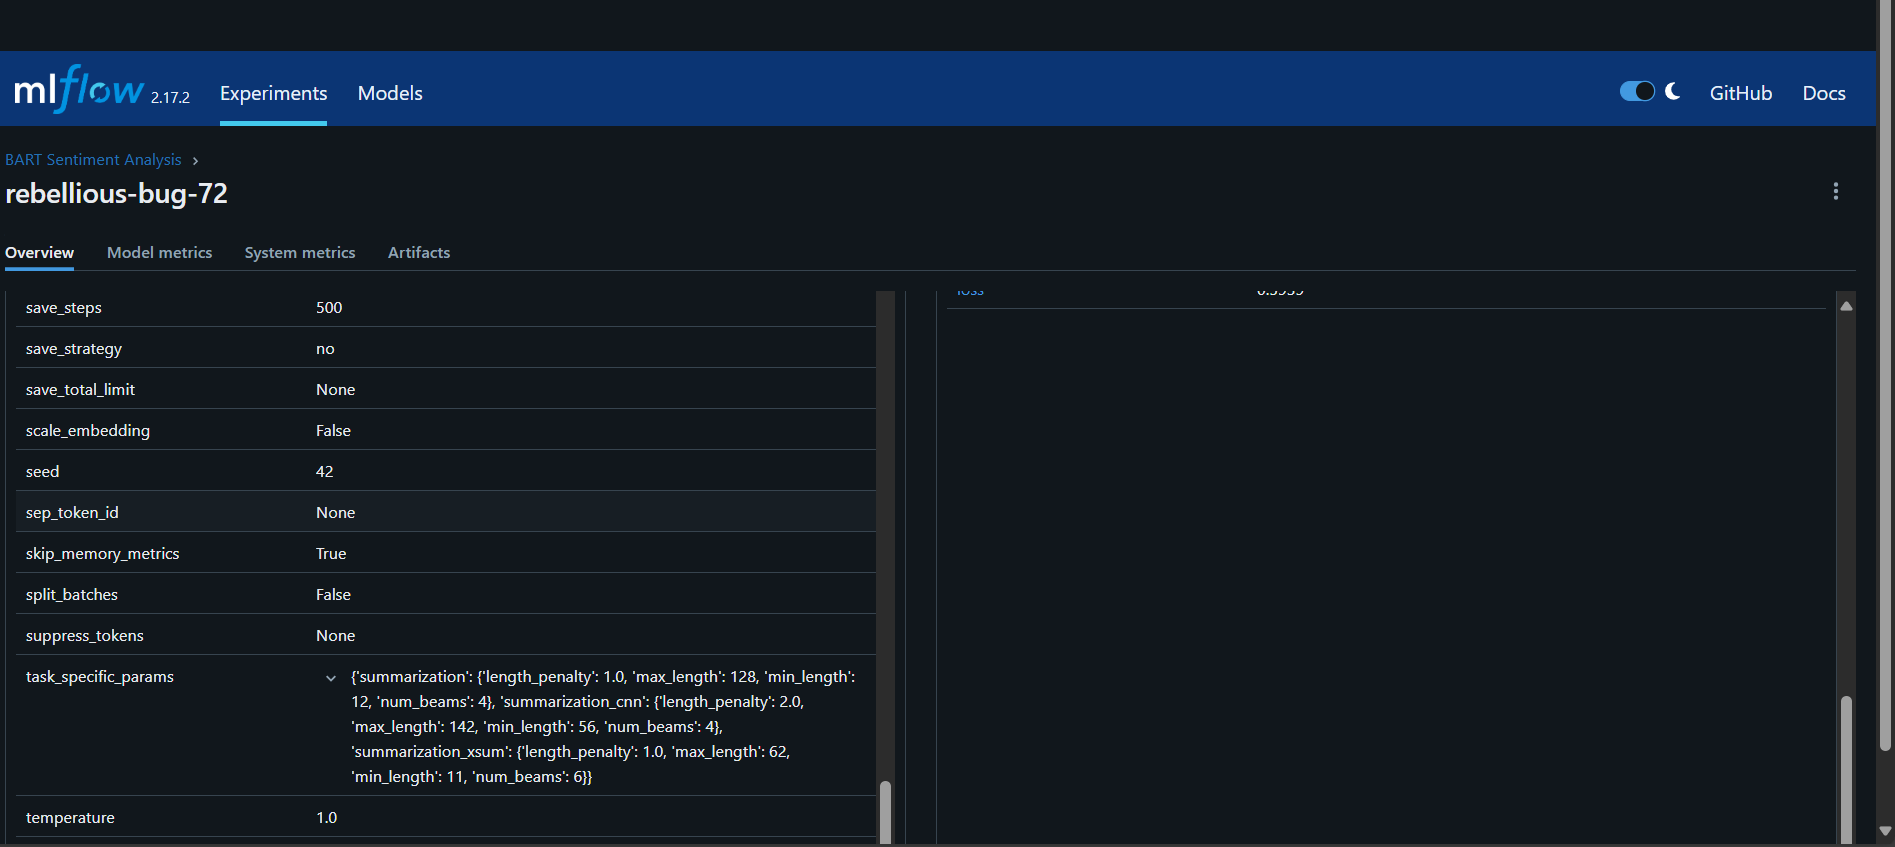 mlflow 2.17.2 Experiments Models GitHub Docs
BART Sentiment Analysis
rebellious-bug-72
Overview Model metrics System metrics Artifacts
save_steps 500
save_strategy no
save_total_limit None
scale_embedding False
seed 42
sep_token_id None
skip_memory_metrics True
split_batches False
suppress_tokens None
task_specific_params {'summarization': {'length_penalty': 1.0, 'max_length': 128, 'min_length':
12, 'num_beams': 4}, 'summarization_cnn': {'length_penalty': 2.0,
'max_length': 142, 'min_length': 56, 'num_beams': 4},
'summarization_xsum': {'length_penalty': 1.0, 'max_length': 62,
'min_length': 11, 'num_beams': 6}}
temperature 1.0
loss